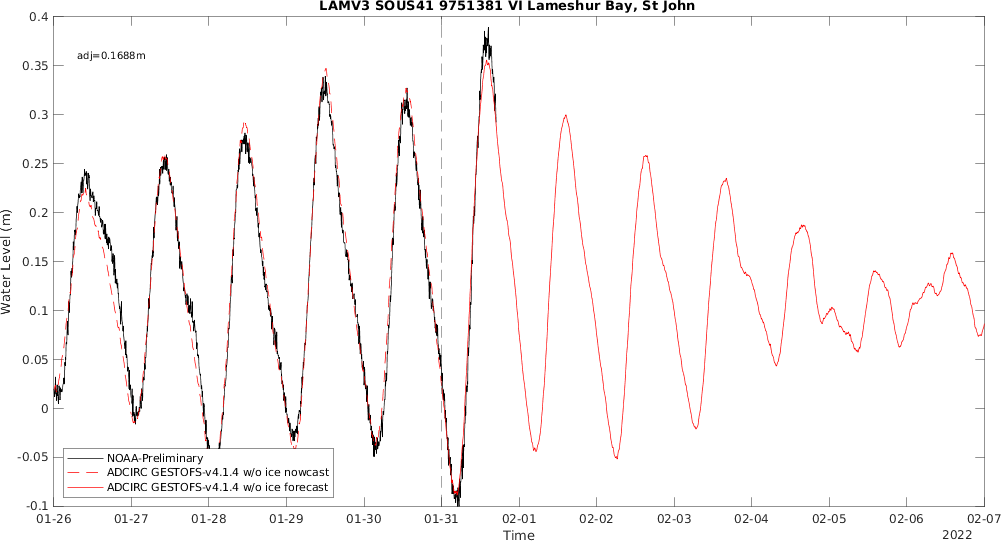 LAMV3 SOUS41 9751381 VI Lameshur Bay, St John
adj=0.1688m
Water Level (m)
0.4
0.35
0.3
0.25
0.2
0.15
0.1
0.05
0
-0.05
-0.1
NOAA-Preliminary
ADCIRC GESTOFS-v4.1.4 w/o ice nowcast
ADCIRC GESTOFS-v4.1.4 w/o ice forecast
01-26 01-27 01-28 01-29 01-30 01-31 02-01 02-02 02-03 02-04 02-05 02-06 02-07
Time
2022